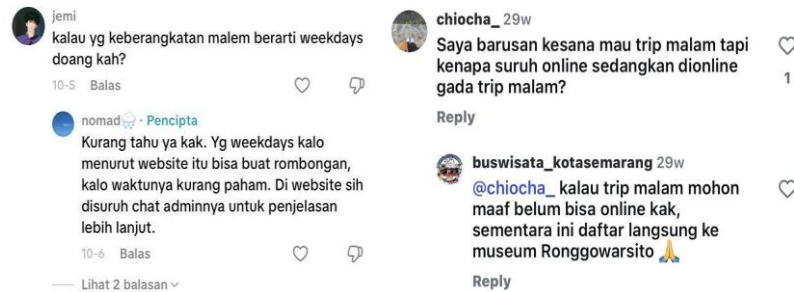 jemi
kalau yg keberangkatan malem berarti weekdays
doang kah?
10-5 Balas
nomad🌧️ · Pencipta
Kurang tahu ya kak. Yg weekdays kalo
menurut website itu bisa buat rombongan,
kalo waktunya kurang paham. Di website sih
disuruh chat adminnya untuk penjelasan
lebih lanjut.
10-6 Balas
Lihat 2 balasan
chiocha_ 29w
Saya barusan kesana mau trip malam tapi
kenapa suruh online sedangkan dionline
gada trip malam?
1
Reply
buswisata_kotasemarang 29w
@chiocha_ kalau trip malam mohon
maaf belum bisa online kak,
sementara ini daftar langsung ke
museum Ronggowarsito 🙏
Reply